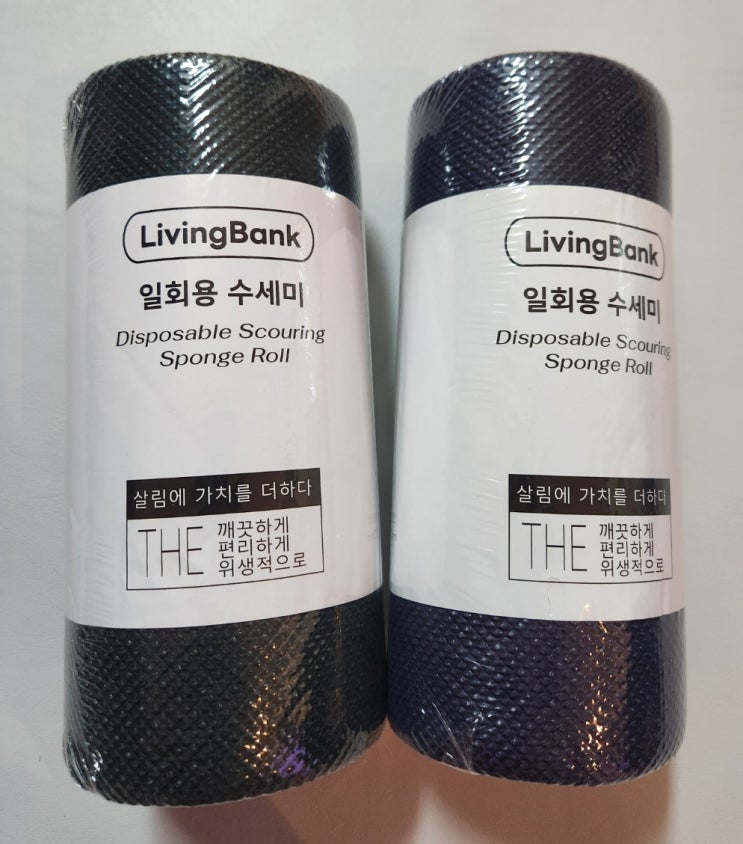 LivingBank
일회용 수세미
Disposable Scouring
Sponge Roll
살림에 가치를 더하다
THE
깨끗하게
편리하게
위생적으로
LivingBank
일회용 수세미
Disposable Scouring
Sponge Roll
살림에 가치를 더하다
THE
깨끗하게
편리하게
위생적으로